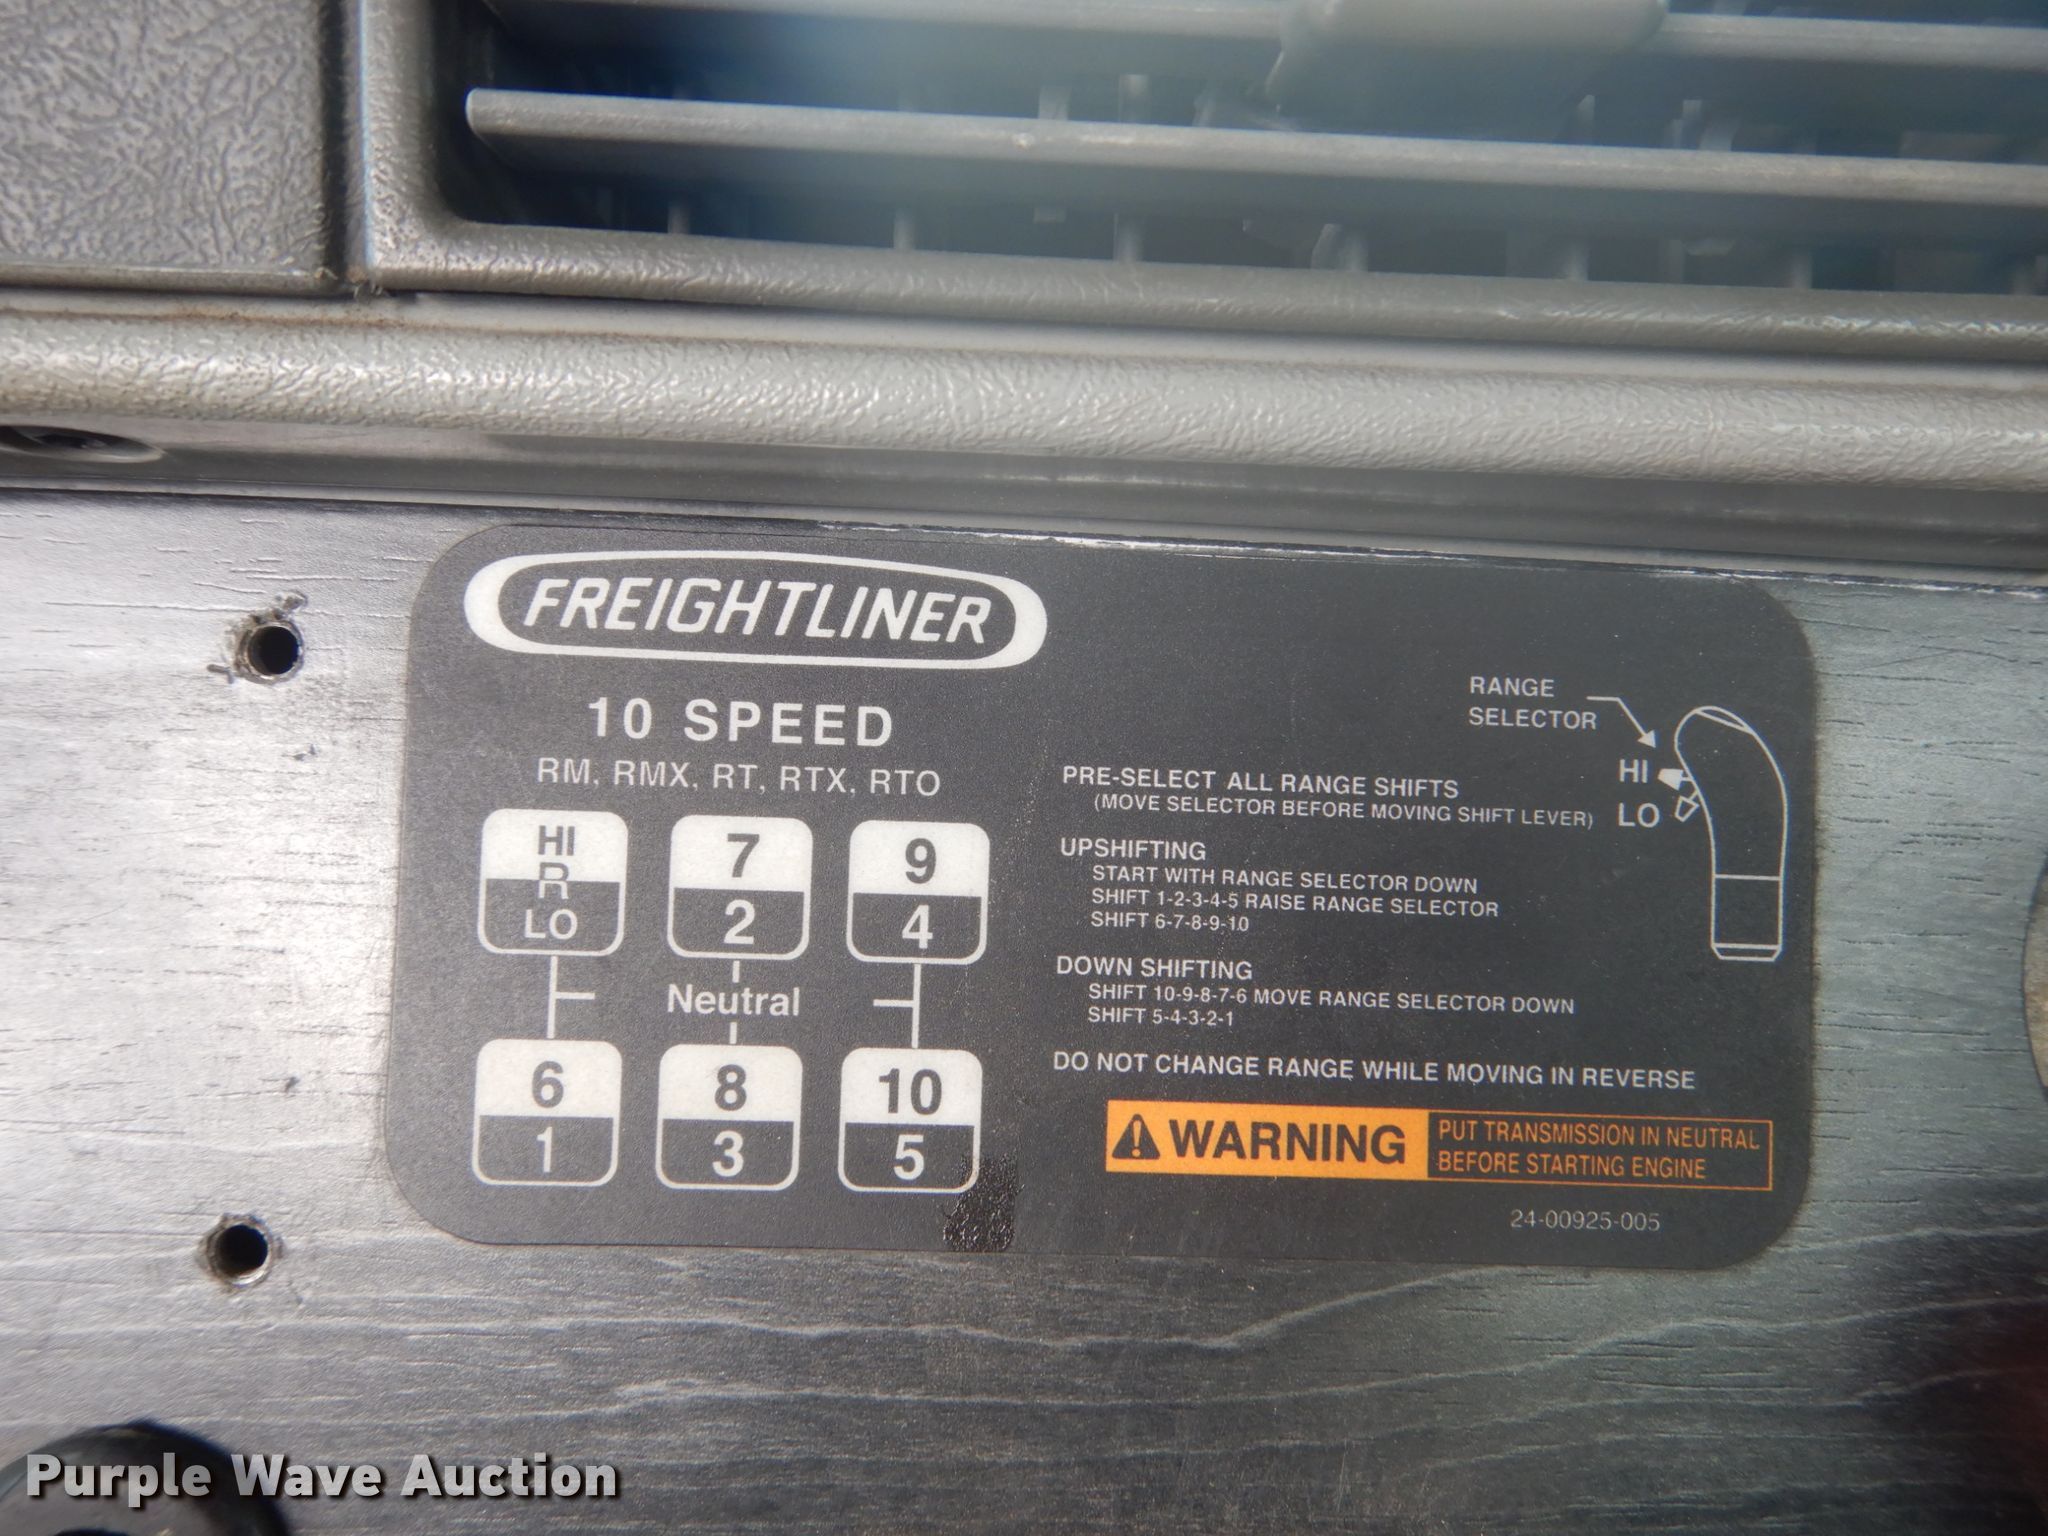 FREIGHTLINER
10 SPEED
RM, RMX, RT, RTX, RTO
HI
R
LO
7
2
9
4
Neutral
6
1
8
3
10
5
RANGE
SELECTOR
HI
LO
PRE-SELECT ALL RANGE SHIFTS
(MOVE SELECTOR BEFORE MOVING SHIFT LEVER)
UPSHIFTING
START WITH RANGE SELECTOR DOWN
SHIFT 1-2-3-4-5 RAISE RANGE SELECTOR
SHIFT 6-7-8-9-10
DOWN SHIFTING
SHIFT 10-9-8-7-6 MOVE RANGE SELECTOR DOWN
SHIFT 5-4-3-2-1
DO NOT CHANGE RANGE WHILE MOVING IN REVERSE
WARNING
PUT TRANSMISSION IN NEUTRAL
BEFORE STARTING ENGINE
24-00925-005
Purple Wave Auction